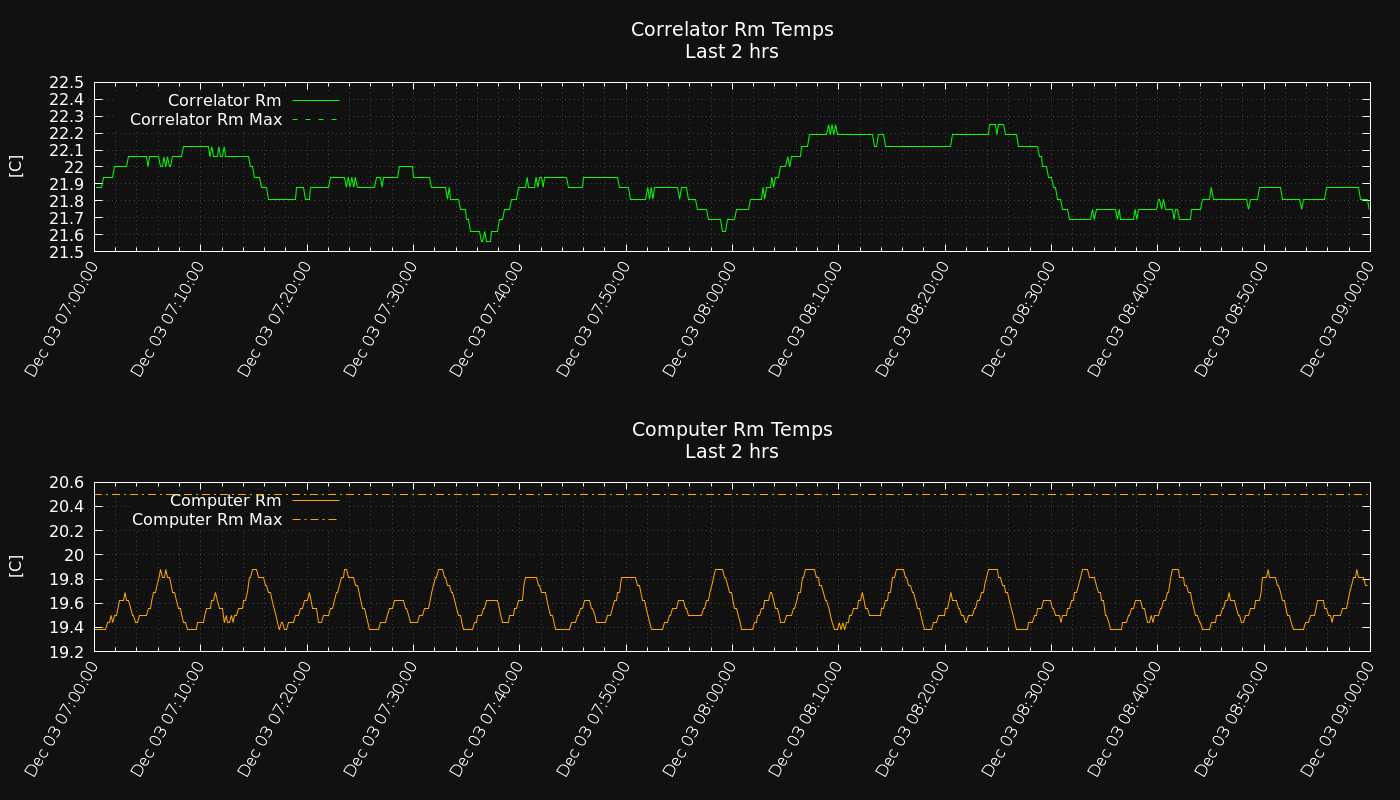 Correlator Rm Temps
Last 2 hrs
22.5
22.4
22.3
22.2
22.1
22
21.9
21.8
21.7
21.6
21.5
[C]
Correlator Rm
Correlator Rm Max
Dec 03 07:00:00
Dec 03 07:10:00
Dec 03 07:20:00
Dec 03 07:30:00
Dec 03 07:40:00
Dec 03 07:50:00
Dec 03 08:00:00
Dec 03 08:10:00
Dec 03 08:20:00
Dec 03 08:30:00
Dec 03 08:40:00
Dec 03 08:50:00
Dec 03 09:00:00
Computer Rm Temps
Last 2 hrs
20.6
20.4
20.2
20
19.8
19.6
19.4
19.2
[C]
Computer Rm
Computer Rm Max
Dec 03 07:00:00
Dec 03 07:10:00
Dec 03 07:20:00
Dec 03 07:30:00
Dec 03 07:40:00
Dec 03 07:50:00
Dec 03 08:00:00
Dec 03 08:10:00
Dec 03 08:20:00
Dec 03 08:30:00
Dec 03 08:40:00
Dec 03 08:50:00
Dec 03 09:00:00